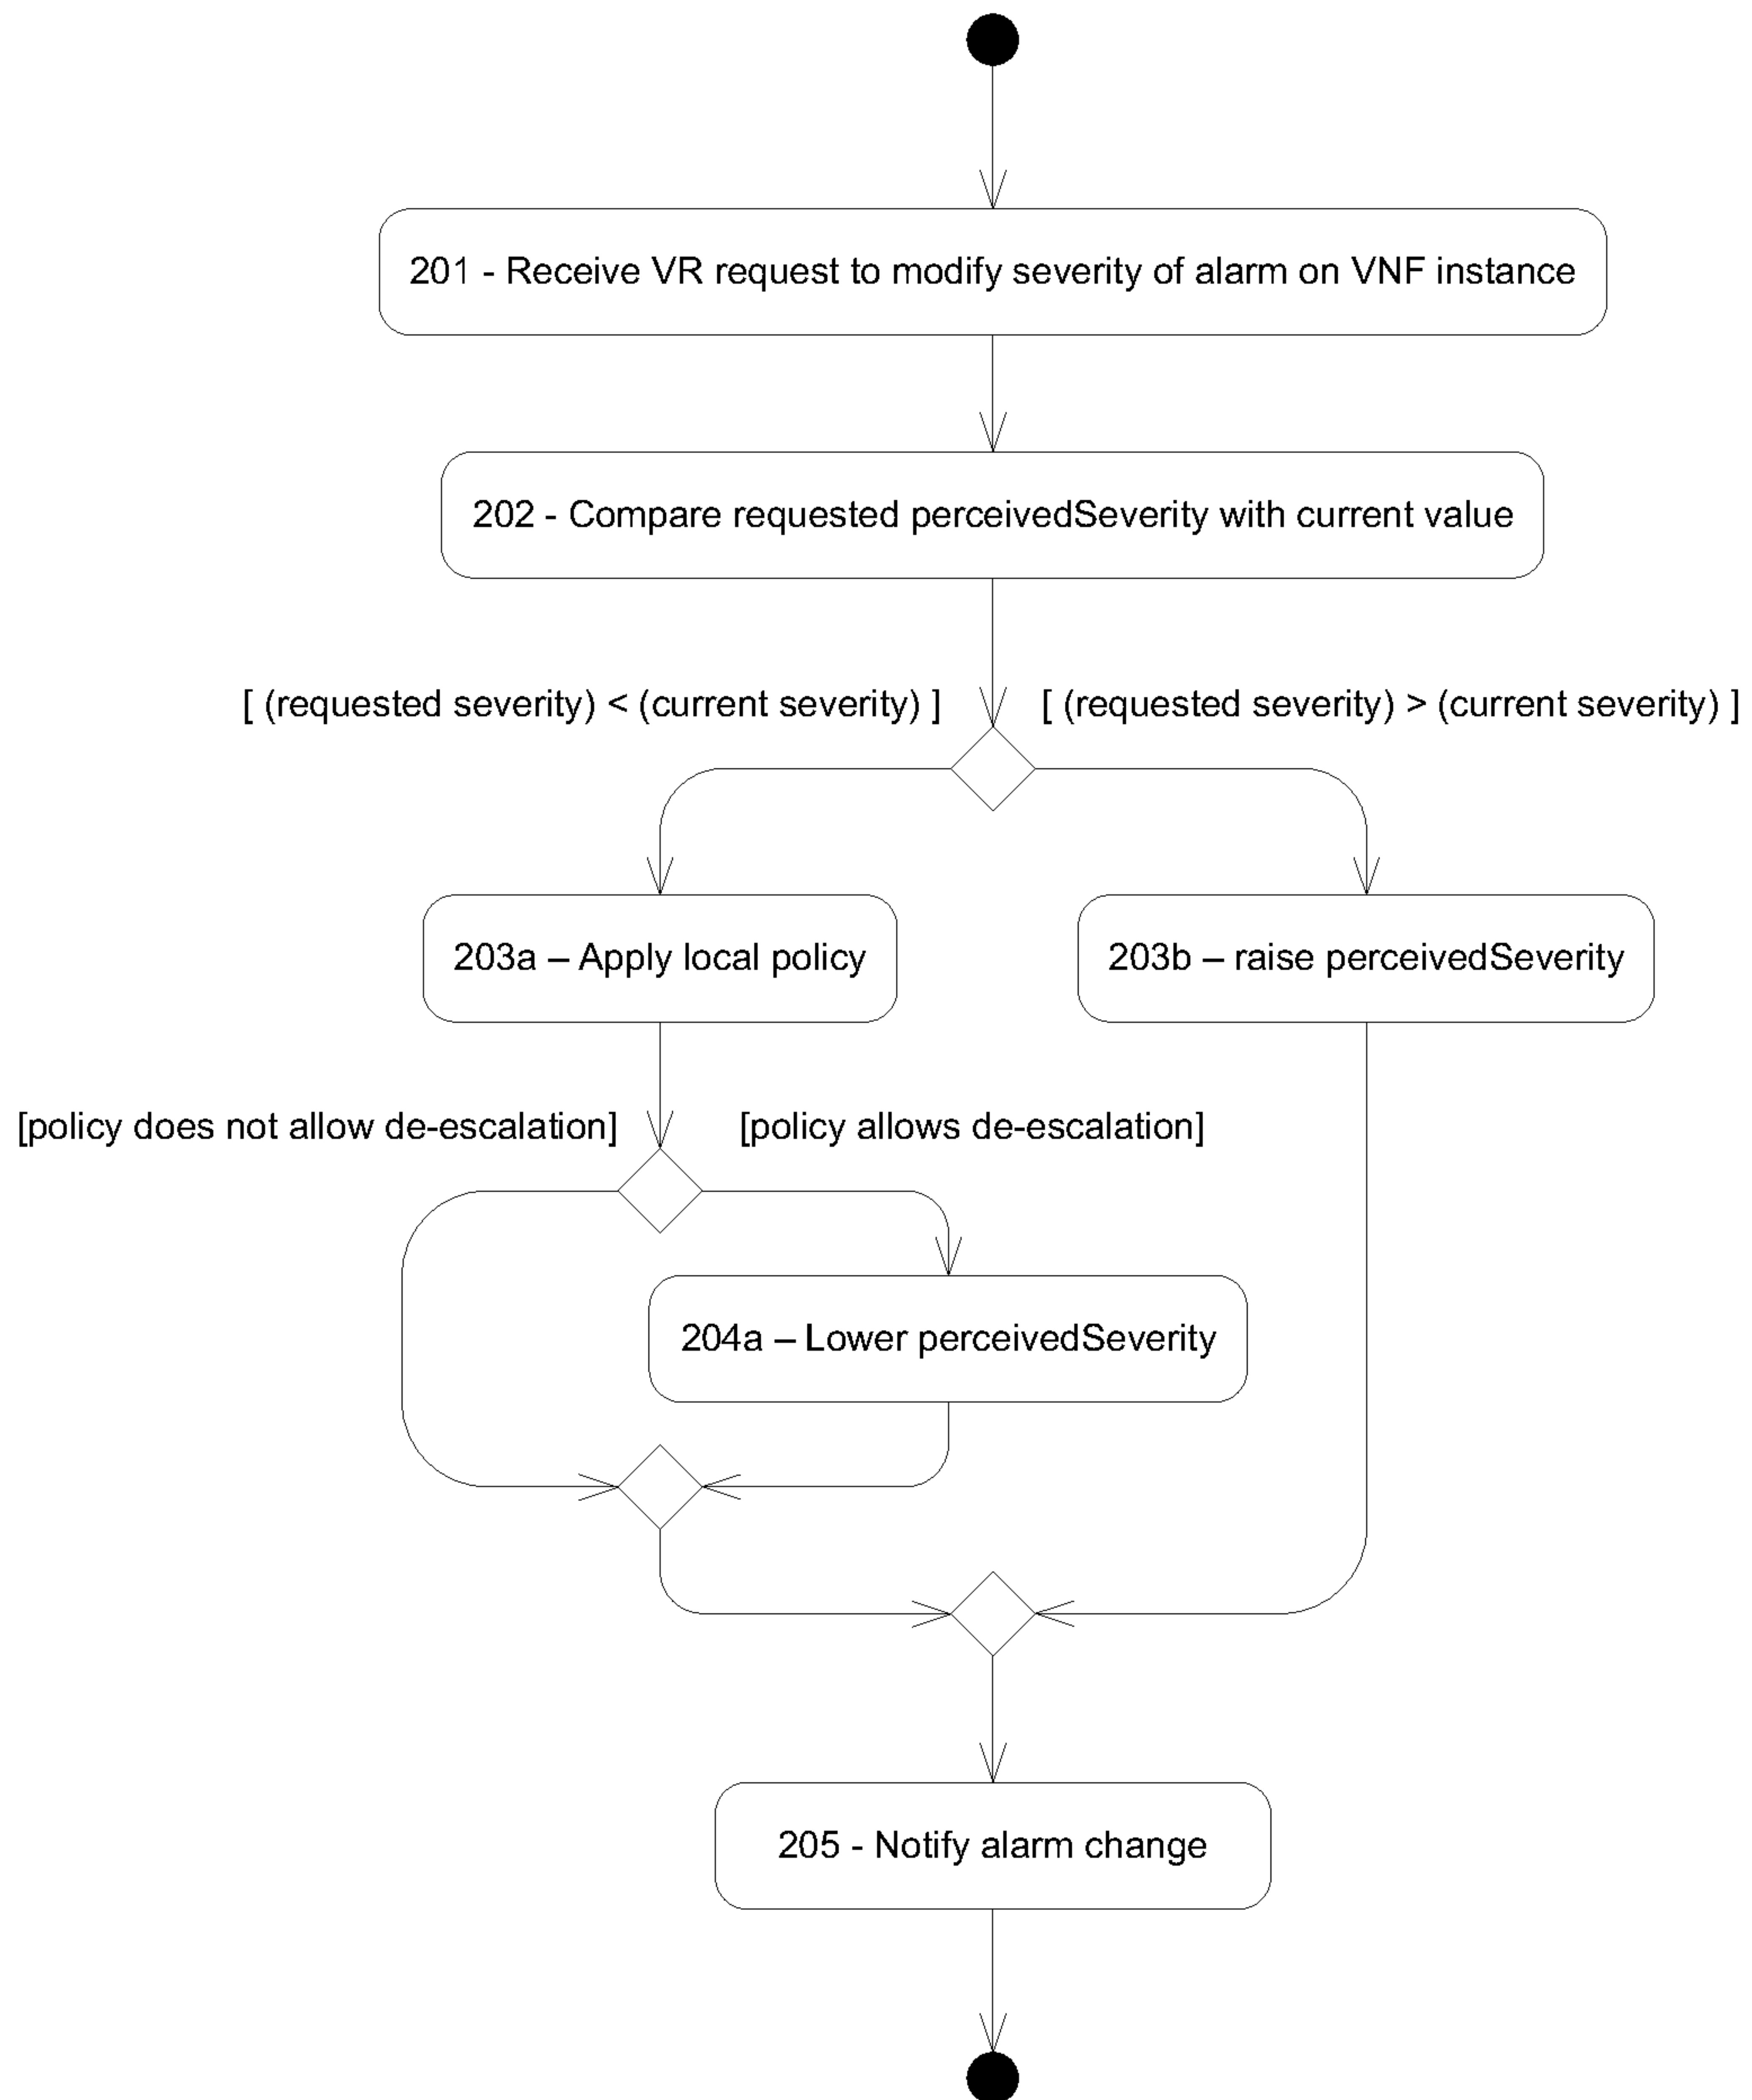 201 - Receive VR request to modify severity of alarm on VNF instance
202 - Compare requested perceivedSeverity with current value
[ (requested severity) < (current severity) ]
[ (requested severity) > (current severity) ]
203a – Apply local policy
203b – raise perceivedSeverity
[policy does not allow de-escalation]
[policy allows de-escalation]
204a – Lower perceivedSeverity
205 - Notify alarm change